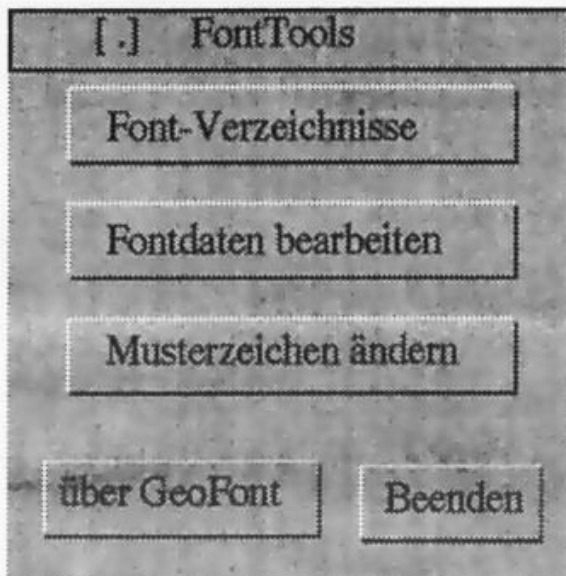 [ .] FontTools
Font-Verzeichnisse
Fontdaten bearbeiten
Musterzeichen ändern
über GeoFont Beenden